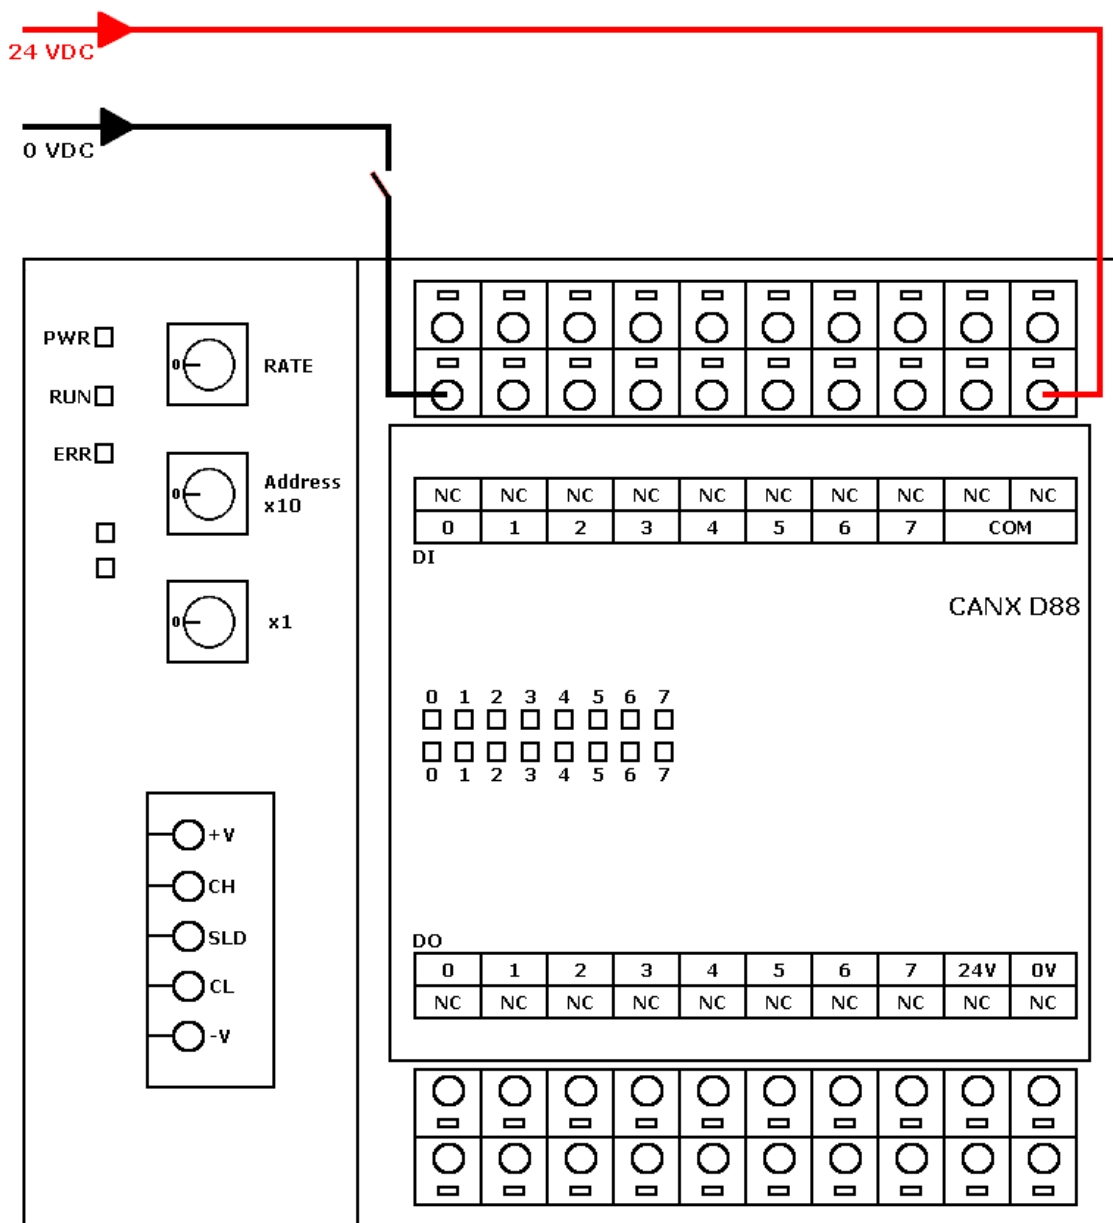 24 VDC
0 VDC
PWR
0
RATE
RUN
ERR
0
Address
x10
NC NC NC NC NC NC NC NC NC NC
0 1 2 3 4 5 6 7 COM
DI
0
x1
CANX D88
0 1 2 3 4 5 6 7
0 1 2 3 4 5 6 7
+V
CH
SLD
CL
-V
DO
0 1 2 3 4 5 6 7 24V 0V
NC NC NC NC NC NC NC NC NC NC